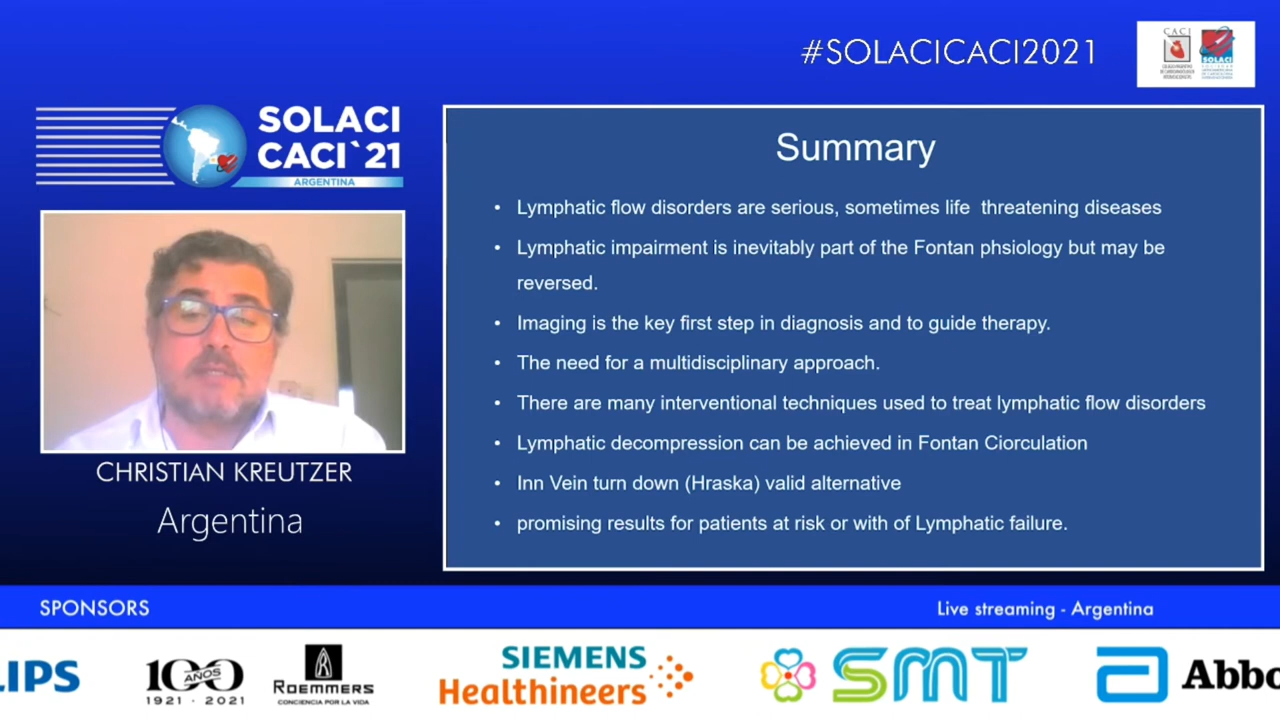 #SOLACICACI2021
CACI
SOLACI
SOLACI
CACI`21
ARGENTINA
Summary
• Lymphatic flow disorders are serious, sometimes life threatening diseases
• Lymphatic impairment is inevitably part of the Fontan phsiology but may be
reversed.
• Imaging is the key first step in diagnosis and to guide therapy.
• The need for a multidisciplinary approach.
• There are many interventional techniques used to treat lymphatic flow disorders
• Lymphatic decompression can be achieved in Fontan Ciorculation
• Inn Vein turn down (Hraska) valid alternative
• promising results for patients at risk or with of Lymphatic failure.
CHRISTIAN KREUTZER
Argentina
SPONSORS
Live streaming - Argentina
LIPS
100
AÑOS
1921 - 2021
ROEMMERS
CONCIENCIA POR LA VIDA
SIEMENS
Healthineers
SMT
Abbo